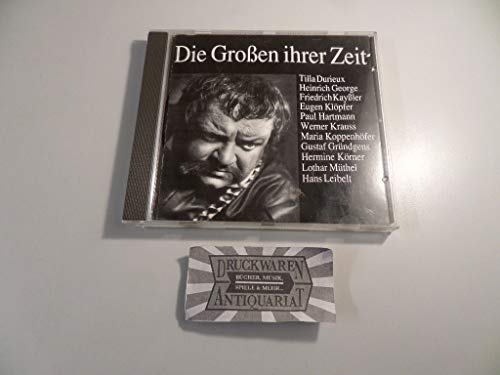 Die Großen ihrer Zeit
Tilla Durieux
Heinrich George
Friedrich Kayßler
Eugen Klöpfer
Paul Hartmann
Werner Krauss
Maria Koppenhöfer
Gustaf Gründgens
Hermine Körner
Lothar Müthel
Hans Leibelt
DRUCKWAREN
BÜCHER, MUSIK,
SPIELE & MEHR...
ANTIQUARIAT